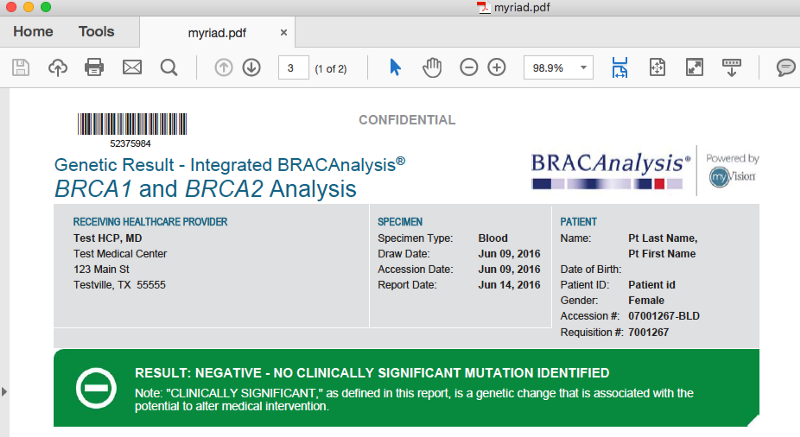 myriad.pdf
Home Tools myriad.pdf ×
3 (1 of 2) 98.9%
CONFIDENTIAL
52375984
Genetic Result - Integrated BRACAnalysis®
BRCA1 and BRCA2 Analysis
BRACAnalysis® Powered by
myVision™
RECEIVING HEALTHCARE PROVIDER
Test HCP, MD
Test Medical Center
123 Main St
Testville, TX 55555
SPECIMEN
Specimen Type: Blood
Draw Date: Jun 09, 2016
Accession Date: Jun 09, 2016
Report Date: Jun 14, 2016
PATIENT
Name: Pt Last Name,
Pt First Name
Date of Birth:
Patient ID: Patient id
Gender: Female
Accession #: 07001267-BLD
Requisition #: 7001267
RESULT: NEGATIVE - NO CLINICALLY SIGNIFICANT MUTATION IDENTIFIED
Note: "CLINICALLY SIGNIFICANT," as defined in this report, is a genetic change that is associated with the
potential to alter medical intervention.